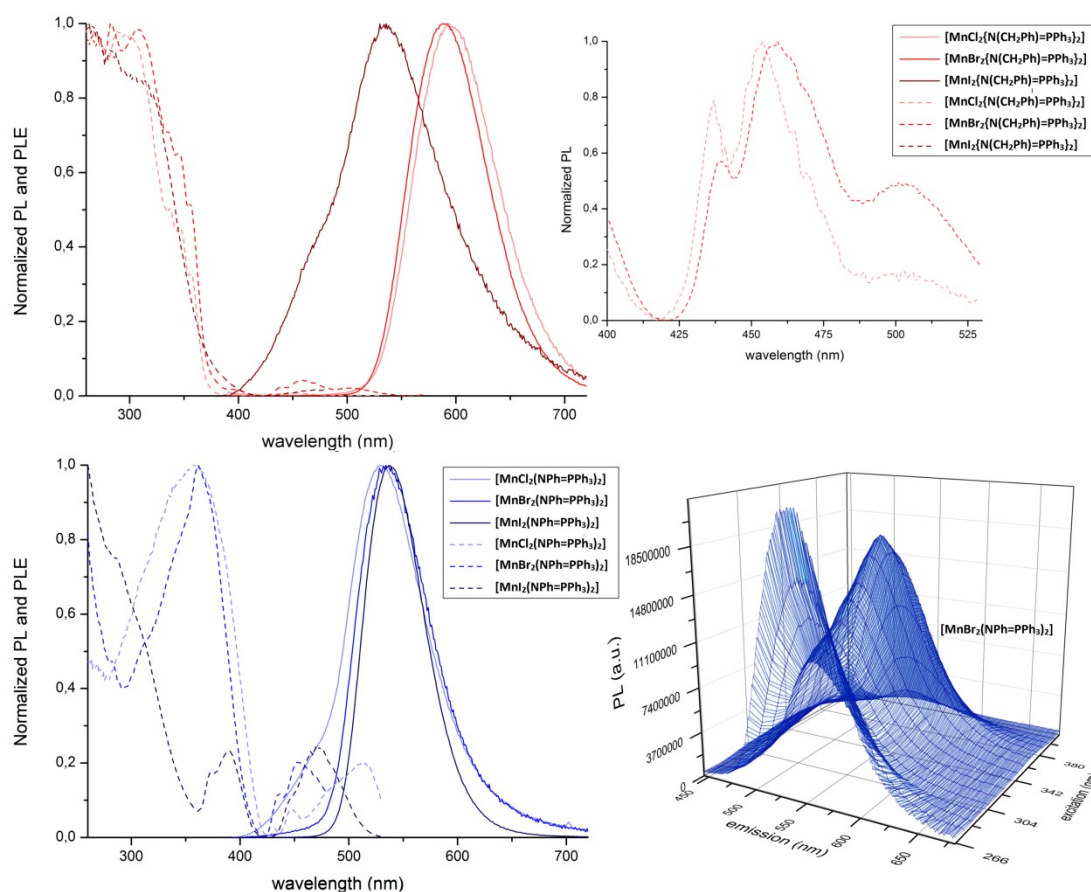 Normalized PL and PLE
1,0
0,8
0,6
0,4
0,2
0,0
300 400 500 600 700
wavelength (nm)
Normalized PL
1,0
0,8
0,6
0,4
0,2
0,0
400 425 450 475 500 525
wavelength (nm)
[MnCl₂{N(CH₂Ph)=PPh₃}₂]
[MnBr₂{N(CH₂Ph)=PPh₃}₂]
[MnI₂{N(CH₂Ph)=PPh₃}₂]
[MnCl₂{N(CH₂Ph)=PPh₃}₂]
[MnBr₂{N(CH₂Ph)=PPh₃}₂]
[MnI₂{N(CH₂Ph)=PPh₃}₂]
Normalized PL and PLE
1,0
0,8
0,6
0,4
0,2
0,0
300 400 500 600 700
wavelength (nm)
[MnCl₂(NPh=PPh₃)₂]
[MnBr₂(NPh=PPh₃)₂]
[MnI₂(NPh=PPh₃)₂]
[MnCl₂(NPh=PPh₃)₂]
[MnBr₂(NPh=PPh₃)₂]
[MnI₂(NPh=PPh₃)₂]
PL (a.u.)
18500000
14800000
11100000
7400000
3700000
0
450 500 550 600 650
emission (nm)
[MnBr₂(NPh=PPh₃)₂]
380
342
304
266
excitation